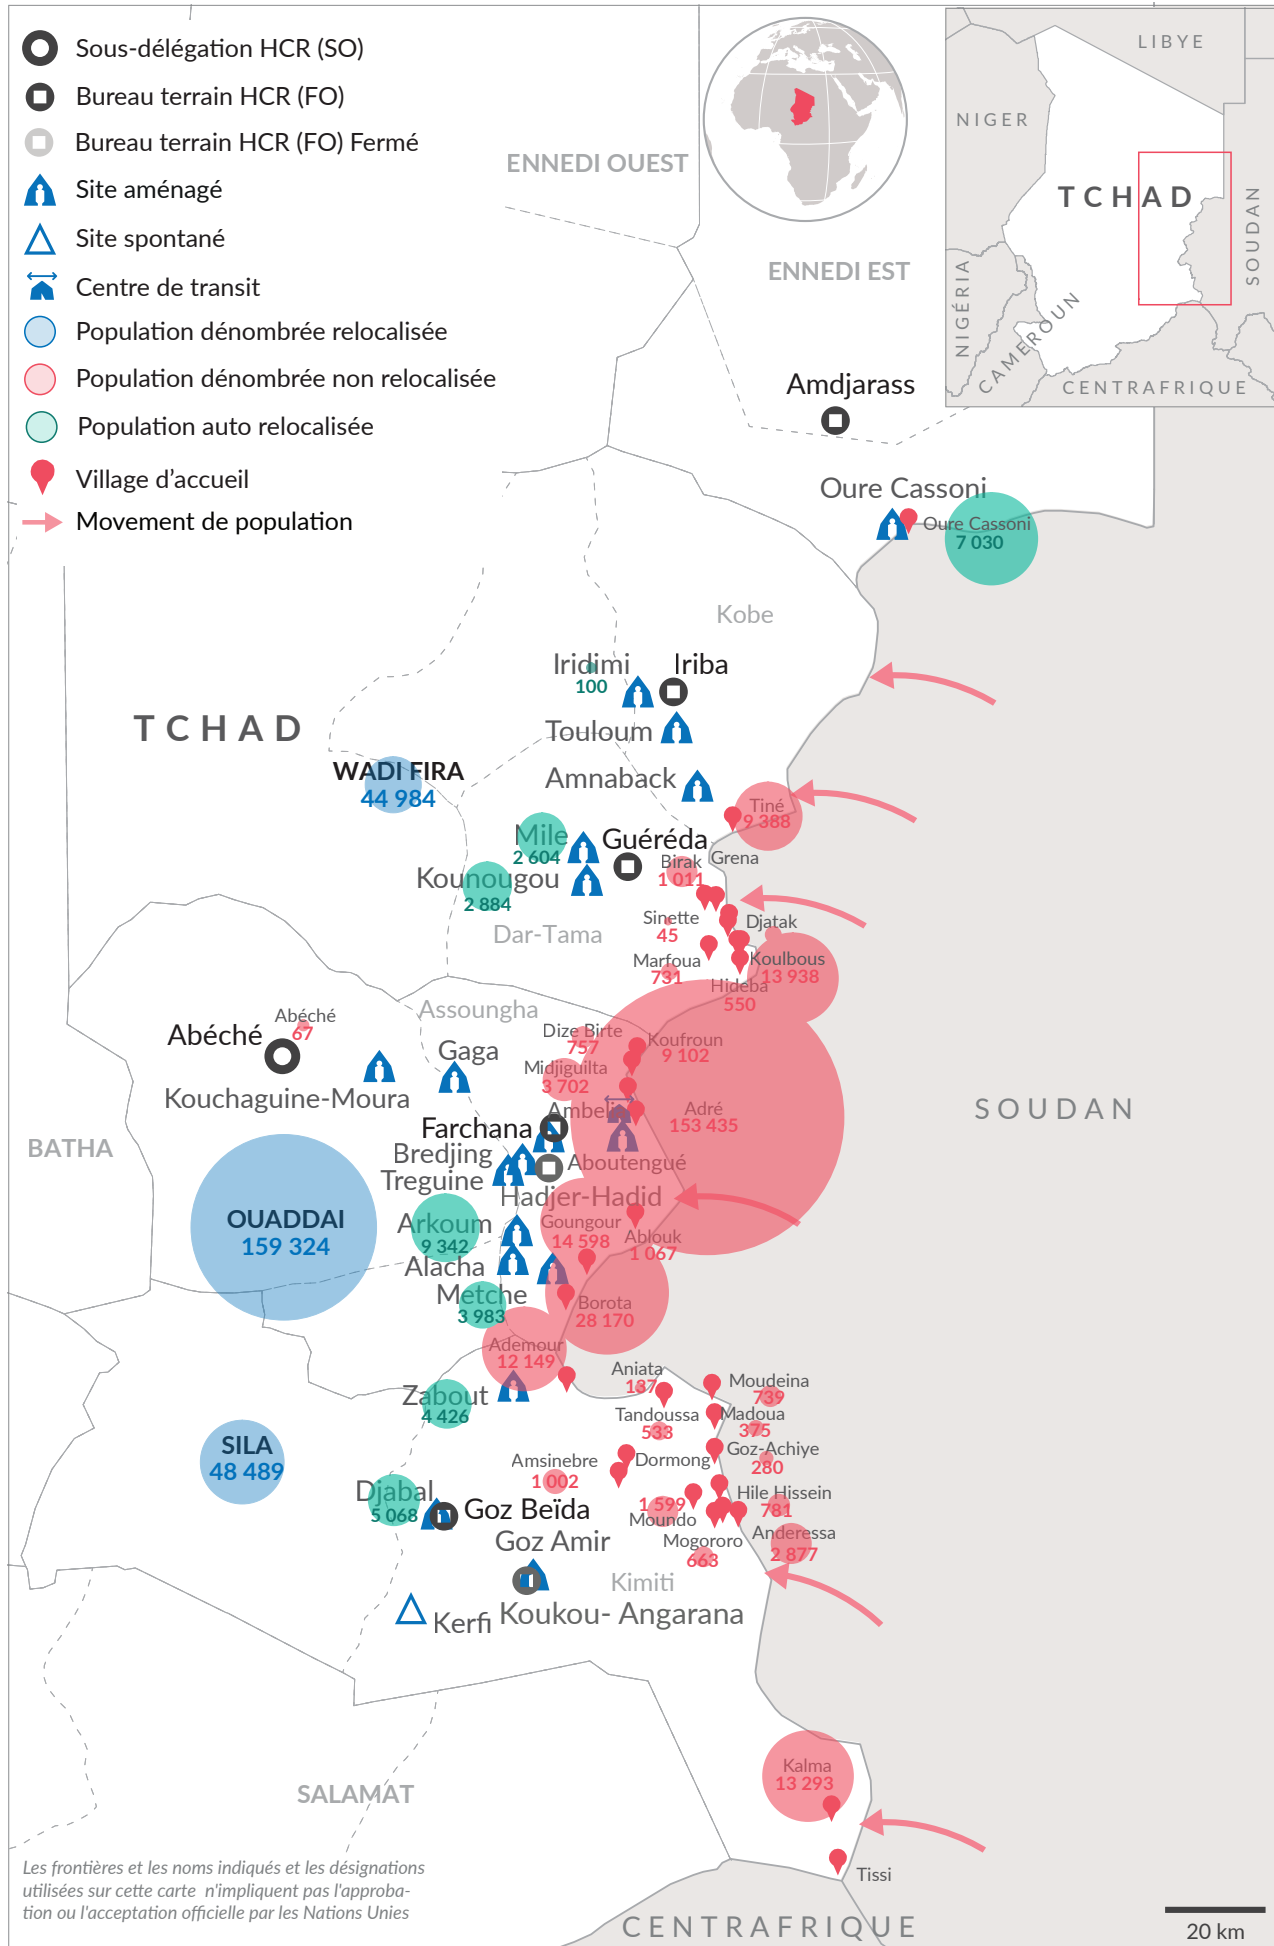 Sous-délégation HCR (SO)
Bureau terrain HCR (FO)
Bureau terrain HCR (FO) Fermé
Site aménagé
Site spontané
Centre de transit
Population dénombrée relocalisée
Population dénombrée non relocalisée
Population auto relocalisée
Village d'accueil
Movement de population
LIBYE
NIGER
TCHAD
SOUDAN
NIGÉRIA
CAMEROUN
CENTRAFRIQUE
ENNEDI OUEST
ENNEDI EST
Amdjarass
Oure Cassoni
Oure Cassoni
7 030
Kobe
Iridimi
100
Iriba
Touloum
TCHAD
WADI FIRA
44 984
Amnaback
Tiné
9 388
Mile
2 604
Guéréda
Birak
1 011
Grena
Kounougou
2 884
Sinette
45
Djatak
Dar-Tama
Marfoua
731
Koulbous
13 938
Hideba
550
Assoungha
Abéché
67
Abéché
Dize Birte
757
Koufroun
9 102
Gaga
Midjiguilta
3 702
Kouchaguine-Moura
Ambelia
Adré
153 435
SOUDAN
Farchana
BATHA
Bredjing
Aboutengué
Treguine
Hadjer-Hadid
OUADDAI
159 324
Arkoum
9 342
Goungour
14 598
Ablouk
1 067
Alacha
Metche
3 983
Borota
28 170
Ademour
12 149
Aniata
137
Moudeina
739
Zabout
4 426
Tandoussa
533
Madoua
375
SILA
48 489
Goz-Achiye
280
Amsinebre
1 002
Dormong
Djabal
5 068
Goz Beïda
1 599
Moundo
Hile Hissein
781
Goz Amir
Mogororo
663
Anderessa
2 877
Kimiti
Kerfi
Koukou- Angarana
Kalma
13 293
SALAMAT
Tissi
Les frontières et les noms indiqués et les désignations
utilisées sur cette carte n'impliquent pas l'approba-
tion ou l'acceptation officielle par les Nations Unies
CENTRAFRIQUE
20 km